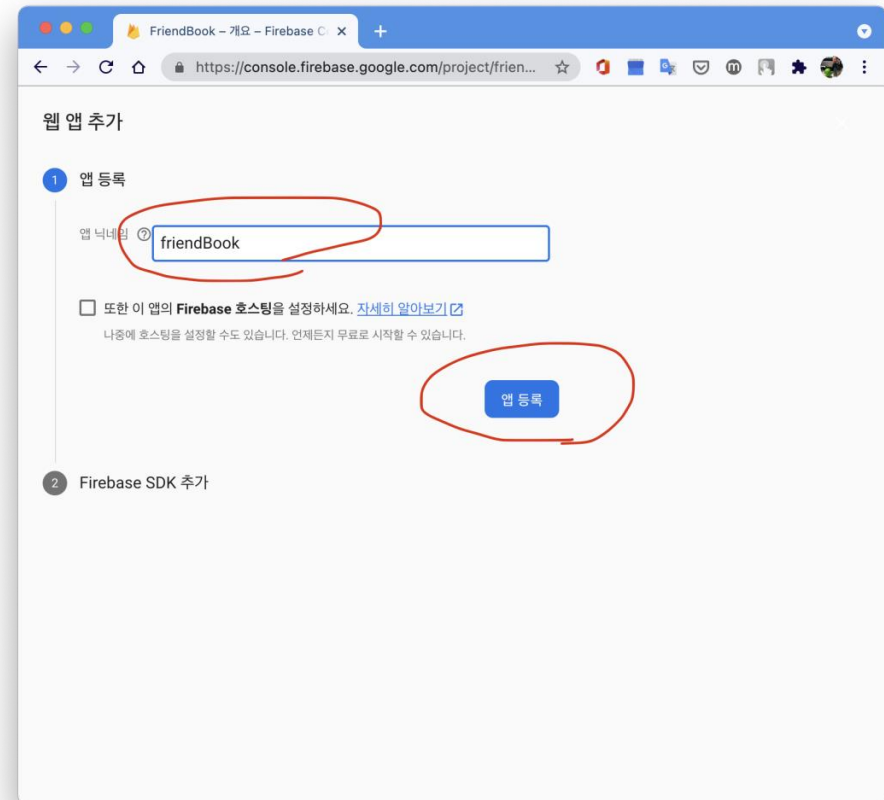 FriendBook – 개요 – Firebase C
https://console.firebase.google.com/project/frien...
웹 앱 추가
1 앱 등록
앱 닉네임
friendBook
또한 이 앱의 Firebase 호스팅을 설정하세요. 자세히 알아보기
나중에 호스팅을 설정할 수도 있습니다. 언제든지 무료로 시작할 수 있습니다.
앱 등록
2 Firebase SDK 추가